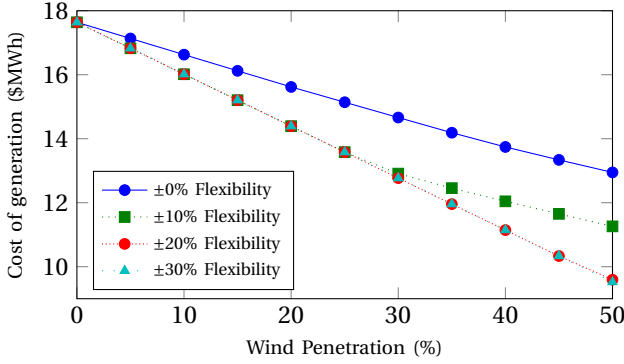 18
16
14
12
10
Cost of generation ($MWh)
±0% Flexibility
±10% Flexibility
±20% Flexibility
±30% Flexibility
0 10 20 30 40 50
Wind Penetration (%)